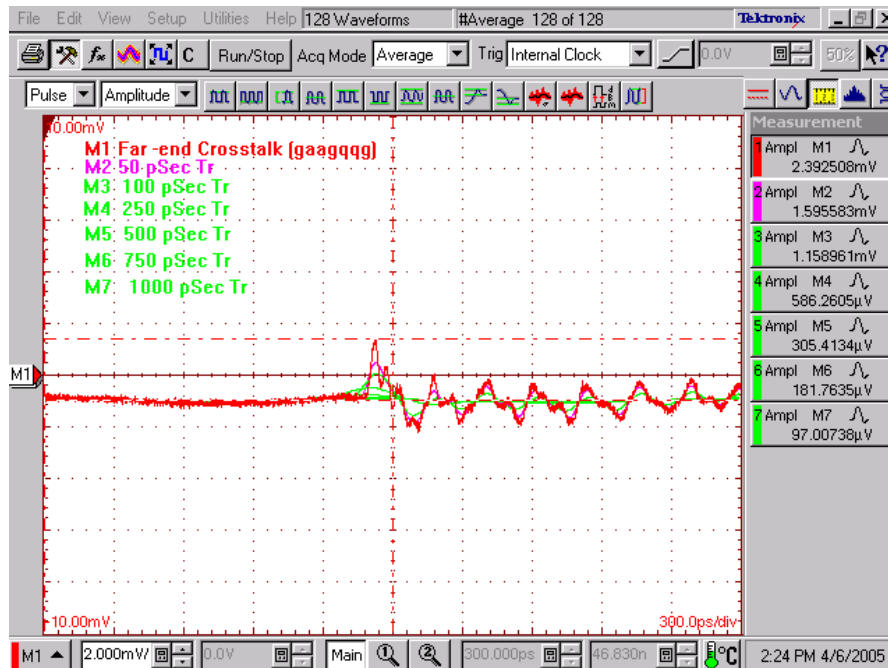 File Edit View Setup Utilities Help 128 Waveforms #Average 128 of 128 Tektronix
fx C Run/Stop Acq Mode Average Trig Internal Clock 0.0V 50% ?
Pulse Amplitude
10.00mV
M1 Far -end Crosstalk (gaagqqg)
M2 50 pSec Tr
M3 100 pSec Tr
M4 250 pSec Tr
M5 500 pSec Tr
M6 750 pSec Tr
M7 1000 pSec Tr
M1
-10.00mV
300.0ps/div
Measurement
1 Ampl M1
2.392508mV
2 Ampl M2
1.595583mV
3 Ampl M3
1.158961mV
4 Ampl M4
586.2605µV
5 Ampl M5
305.4134µV
6 Ampl M6
181.7635µV
7 Ampl M7
97.00738µV
M1 2.000mV/ 0.0V Main 1 2 300.000ps 46.830n °C 2:24 PM 4/6/2005